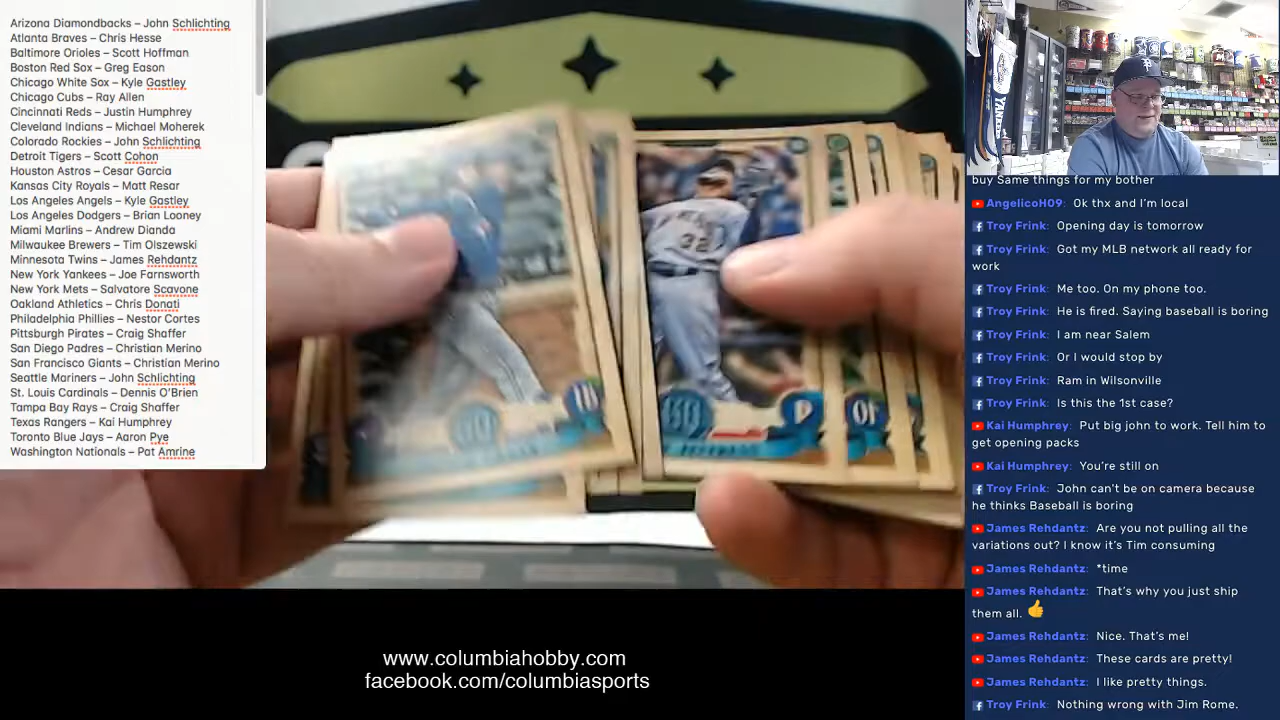 Arizona Diamondbacks – John Schlichting
Atlanta Braves – Chris Hesse
Baltimore Orioles – Scott Hoffman
Boston Red Sox – Greg Eason
Chicago White Sox – Kyle Gastley
Chicago Cubs – Ray Allen
Cincinnati Reds – Justin Humphrey
Cleveland Indians – Michael Moherek
Colorado Rockies – John Schlichting
Detroit Tigers – Scott Cohon
Houston Astros – Cesar Garcia
Kansas City Royals – Matt Resar
Los Angeles Angels – Kyle Gastley
Los Angeles Dodgers – Brian Looney
Miami Marlins – Andrew Dianda
Milwaukee Brewers – Tim Olszewski
Minnesota Twins – James Rehdantz
New York Yankees – Joe Farnsworth
New York Mets – Salvatore Scavone
Oakland Athletics – Chris Donati
Philadelphia Phillies – Nestor Cortes
Pittsburgh Pirates – Craig Shaffer
San Diego Padres – Christian Merino
San Francisco Giants – Christian Merino
Seattle Mariners – John Schlichting
St. Louis Cardinals – Dennis O'Brien
Tampa Bay Rays – Craig Shaffer
Texas Rangers – Kai Humphrey
Toronto Blue Jays – Aaron Pye
Washington Nationals – Pat Amrine
32
P
OF
www.columbiahobby.com
facebook.com/columbiasports
buy Same things for my bother
AngelicoH09: Ok thx and I'm local
Troy Frink: Opening day is tomorrow
Troy Frink: Got my MLB network all ready for
work
Troy Frink: Me too. On my phone too.
Troy Frink: He is fired. Saying baseball is boring
Troy Frink: I am near Salem
Troy Frink: Or I would stop by
Troy Frink: Ram in Wilsonville
Troy Frink: Is this the 1st case?
Kai Humphrey: Put big john to work. Tell him to
get opening packs
Kai Humphrey: You're still on
Troy Frink: John can't be on camera because
he thinks Baseball is boring
James Rehdantz: Are you not pulling all the
variations out? I know it's Tim consuming
James Rehdantz: *time
James Rehdantz: That's why you just ship
them all. 👍
James Rehdantz: Nice. That's me!
James Rehdantz: These cards are pretty!
James Rehdantz: I like pretty things.
Troy Frink: Nothing wrong with Jim Rome.